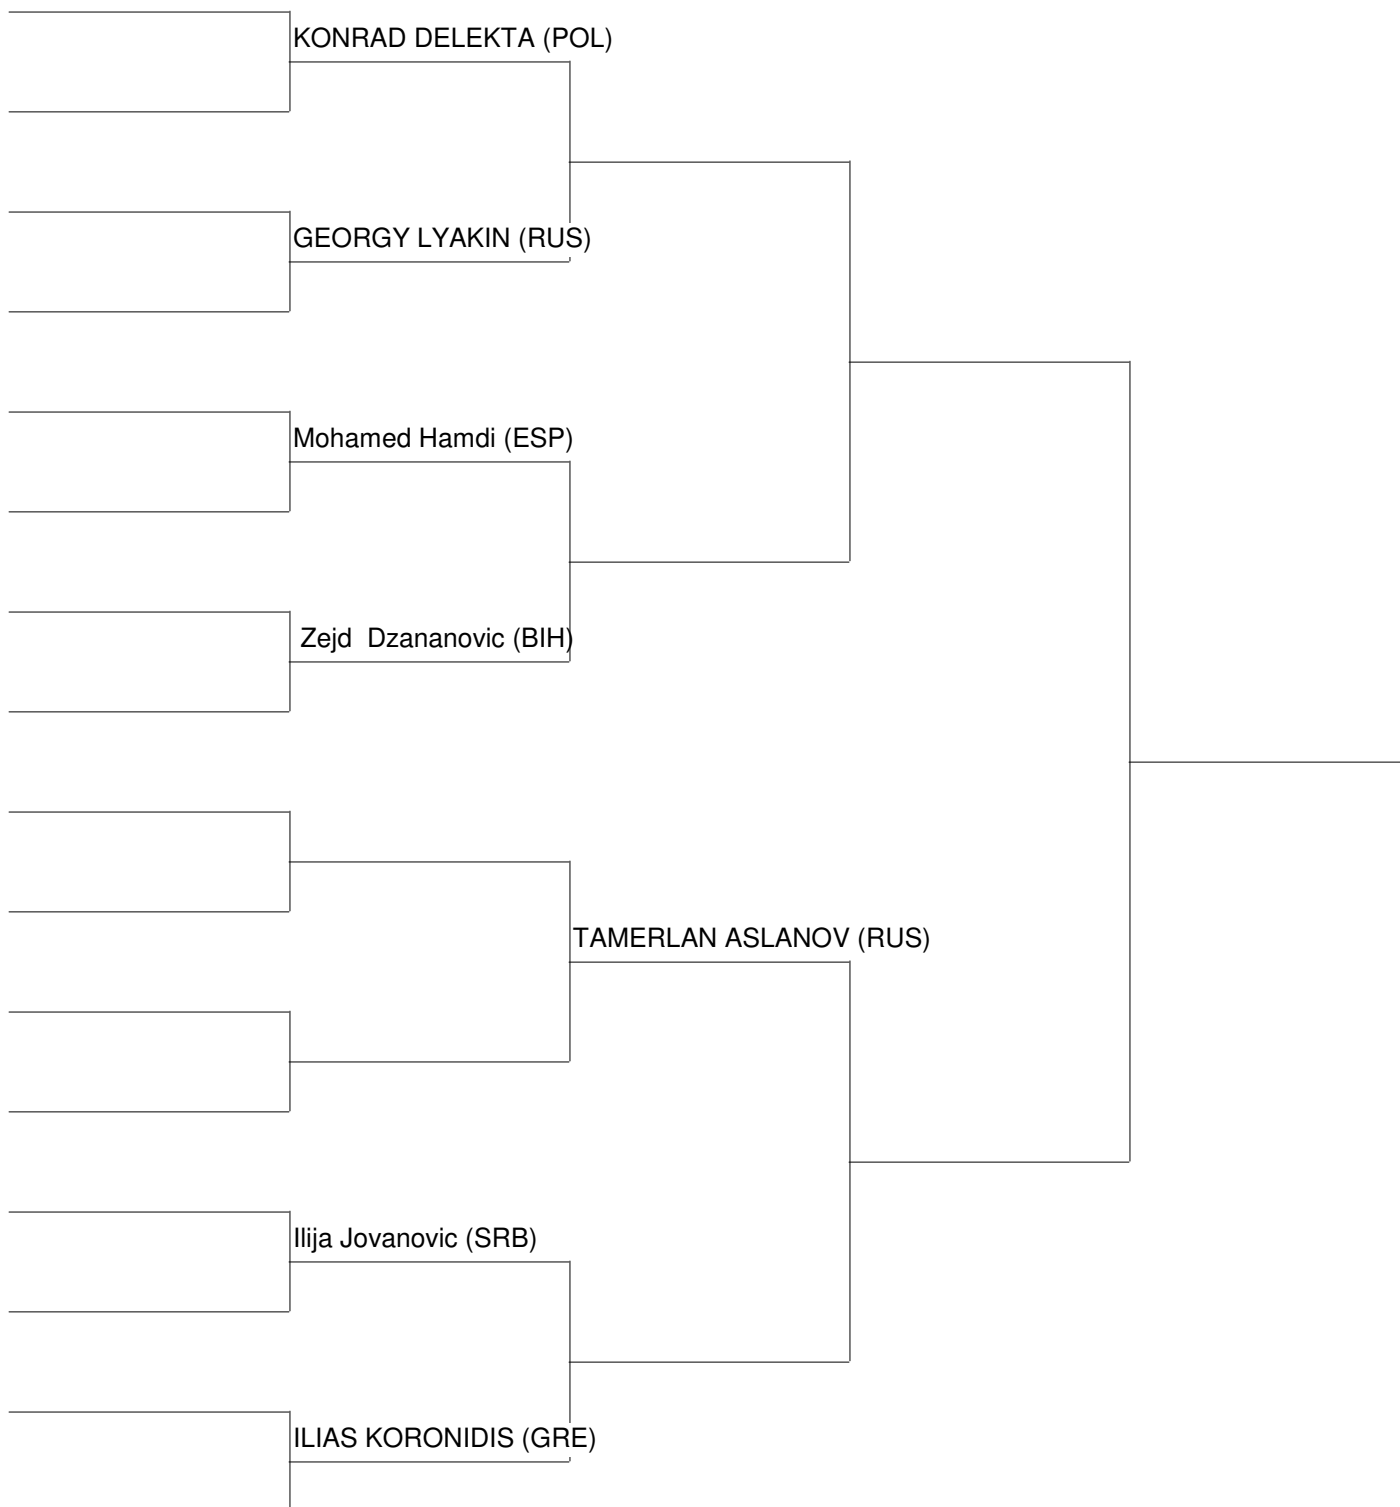 KONRAD DELEKTA (POL)
GEORGY LYAKIN (RUS)
Mohamed Hamdi (ESP)
Zejd  Dzananovic (BIH)
TAMERLAN ASLANOV (RUS)
Ilija Jovanovic (SRB)
ILIAS KORONIDIS (GRE)